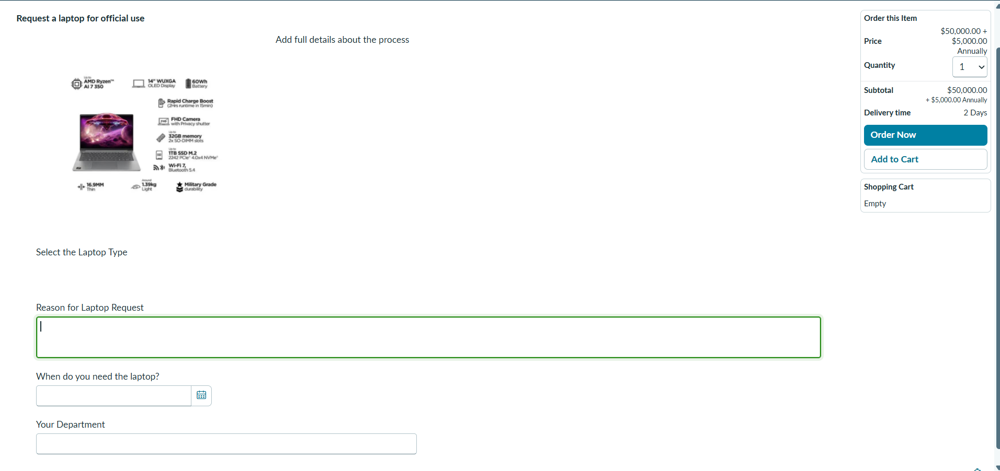 Request a laptop for official use
Add full details about the process
Up to
AMD Ryzen™
AI 7 350
14" WUXGA
OLED Display
60Wh
Battery
Rapid Charge Boost
(2Hrs runtime in 15min)
FHD
FHD Camera
with Privacy shutter
Up to
32GB memory
2x SO-DIMM slots
Up to
SSD
1TB SSD M.2
2242 PCIe® 4.0x4 NVMe®
Wi-Fi 7,
Bluetooth 5.4
16.9MM
Thin
Around
1.39kg
Light
Military Grade
durability
Select the Laptop Type
Reason for Laptop Request
When do you need the laptop?
Your Department
Order this Item
Price
$50,000.00 +
$5,000.00
Annually
Quantity
1
Subtotal
$50,000.00
+ $5,000.00 Annually
Delivery time
2 Days
Order Now
Add to Cart
Shopping Cart
Empty